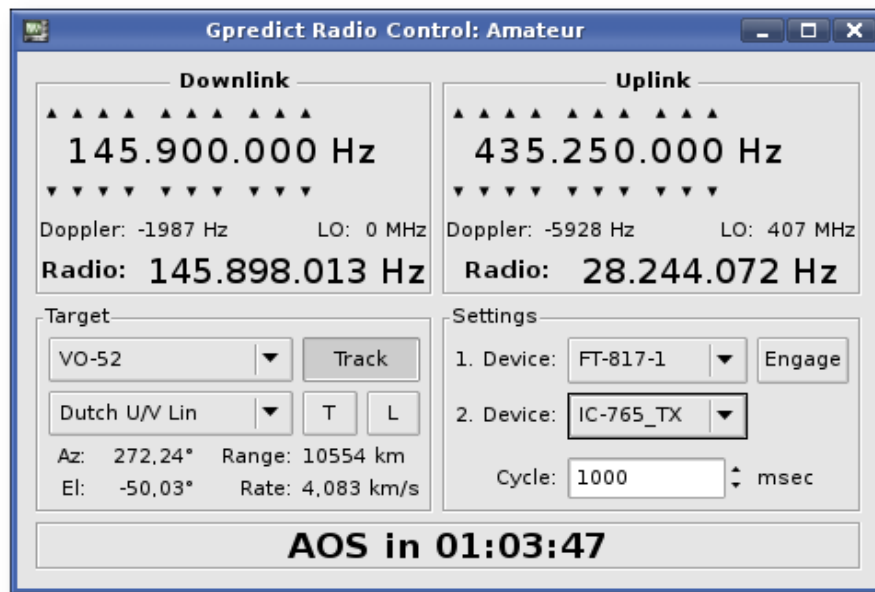 Gpredict Radio Control: Amateur
Downlink
145.900.000 Hz
Doppler: -1987 Hz LO: 0 MHz
Radio: 145.898.013 Hz
Uplink
435.250.000 Hz
Doppler: -5928 Hz LO: 407 MHz
Radio: 28.244.072 Hz
Target
VO-52 Track
Dutch U/V Lin T L
Az: 272,24° Range: 10554 km
El: -50,03° Rate: 4,083 km/s
Settings
1. Device: FT-817-1 Engage
2. Device: IC-765_TX
Cycle: 1000 msec
AOS in 01:03:47